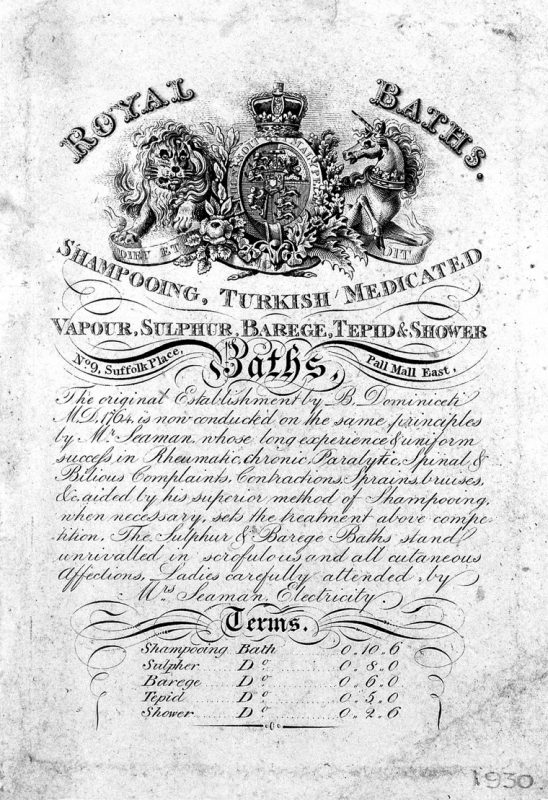 ROYAL BATHS.
HONI SOIT QUI MAL Y PENSE
DIEU ET DROIT
SHAMPOOING, TURKISH MEDICATED
VAPOUR, SULPHUR, BAREGE, TEPID & SHOWER
No 9, Suffolk Place, Baths, Pall Mall East,
The original Establishment by B. Dominiceti
M.D. 1764, is now conducted on the same principles
by Mr. Seaman, whose long experience & uniform
success in Rheumatic, chronic, Paralytic, Spinal &
Bilious Complaints, Contractions, Sprains, bruises,
&c. aided by his superior method of Shampooing,
when necessary, sets the treatment above compe-
tition. The Sulphur & Barege Baths stand
unrivalled in scrofulous and all cutaneous
Affections, Ladies carefully attended, by
Mrs. Seaman. Electricity.
Terms.
Shampooing Bath 0.10.6
Sulpher Do 0.8.0
Barege Do 0.6.0
Tepid Do 0.5.0
Shower Do 0.2.6
1930